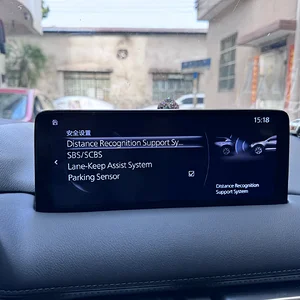 15:18
安全设置
Distance Recognition Support Sy...
SBS/SCBS
Lane-Keep Assist System
Parking Sensor
Distance Recognition
Support System